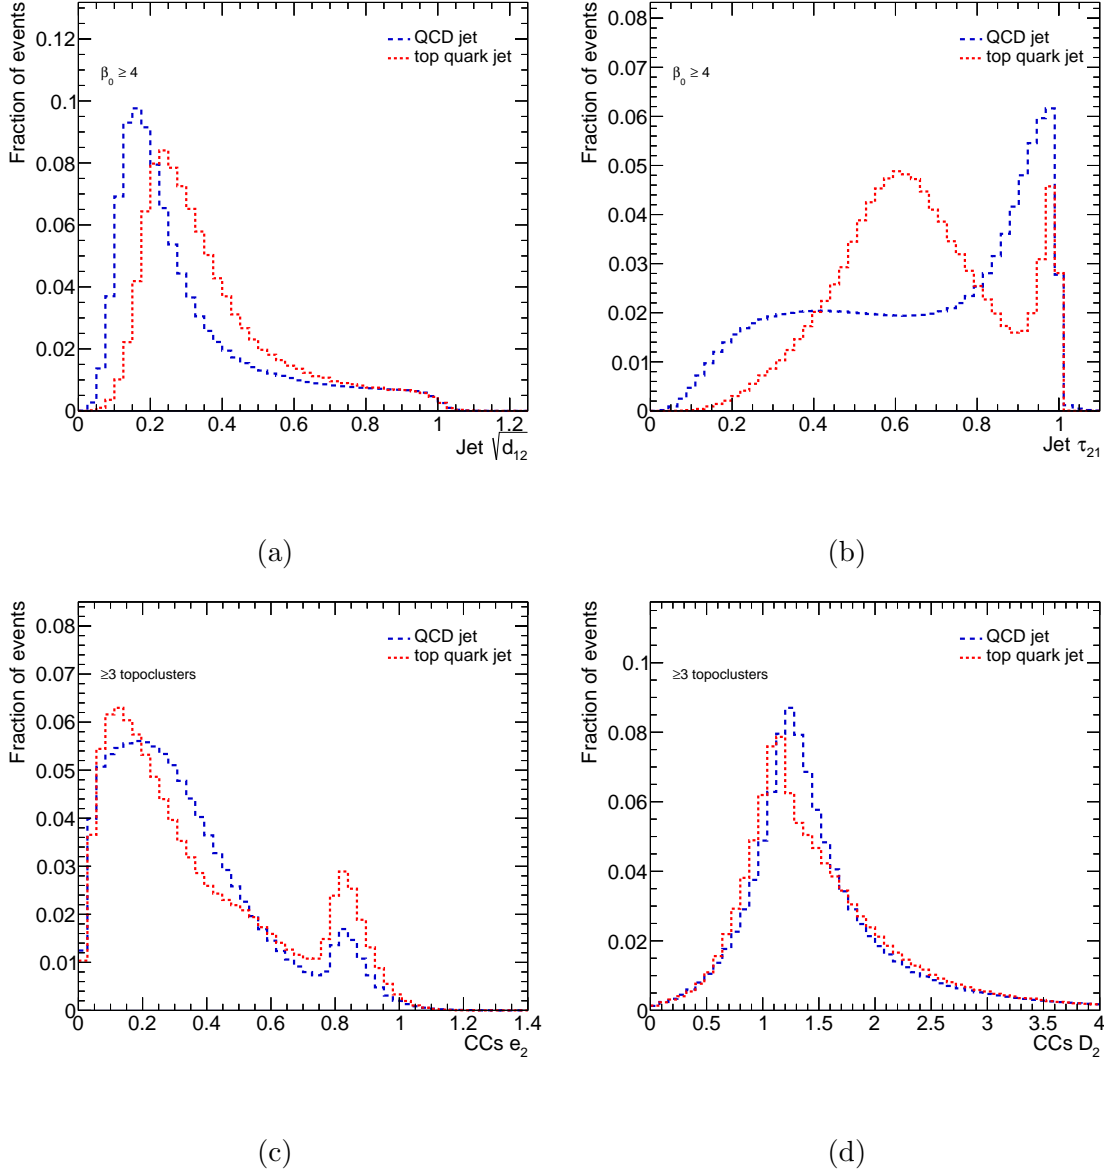 Fraction of events
0.12
0.1
0.08
0.06
0.04
0.02
0
QCD jet
top quark jet
β₀ ≥ 4
0 0.2 0.4 0.6 0.8 1 1.2
Jet √d₁₂
(a)
Fraction of events
0.08
0.07
0.06
0.05
0.04
0.03
0.02
0.01
0
QCD jet
top quark jet
β₀ ≥ 4
0 0.2 0.4 0.6 0.8 1
Jet τ₂₁
(b)
Fraction of events
0.08
0.07
0.06
0.05
0.04
0.03
0.02
0.01
0
QCD jet
top quark jet
≥3 topoclusters
0 0.2 0.4 0.6 0.8 1 1.2 1.4
CCs e₂
(c)
Fraction of events
0.1
0.08
0.06
0.04
0.02
0
QCD jet
top quark jet
≥3 topoclusters
0 0.5 1 1.5 2 2.5 3 3.5 4
CCs D₂
(d)